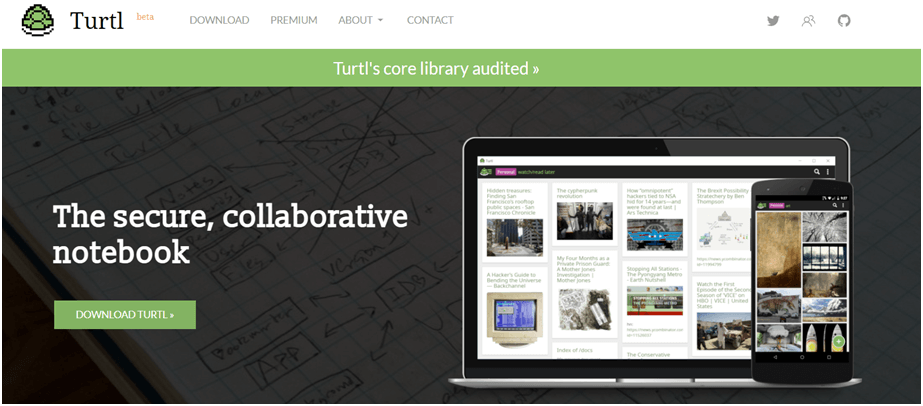 Turtl beta
DOWNLOAD PREMIUM ABOUT CONTACT
Turtl's core library audited »
The secure, collaborative
notebook
DOWNLOAD TURTL »
Turtl
Personal watch/read later
Hidden treasures:
Finding San
Francisco's rooftop
public spaces - San
Francisco Chronicle
The cypherpunk
revolution
How "omnipotent"
hackers tied to NSA
hid for 14 years—and
were found at last |
Ars Technica
The Brexit Possibility
Stratechery by Ben
Thompson
A Hacker's Guide to
Bending the Universe
— Backchannel
My Four Months as a
Private Prison Guard:
A Mother Jones
Investigation |
Mother Jones
Stopping All Stations -
The Pyongyang Metro
- Earth Nutshell
STOPPING ALL STATIONS
Watch the First
Episode of the Second
Season of 'VICE' on
HBO | VICE | United
States
Index of /docs
The Conservative
Personal